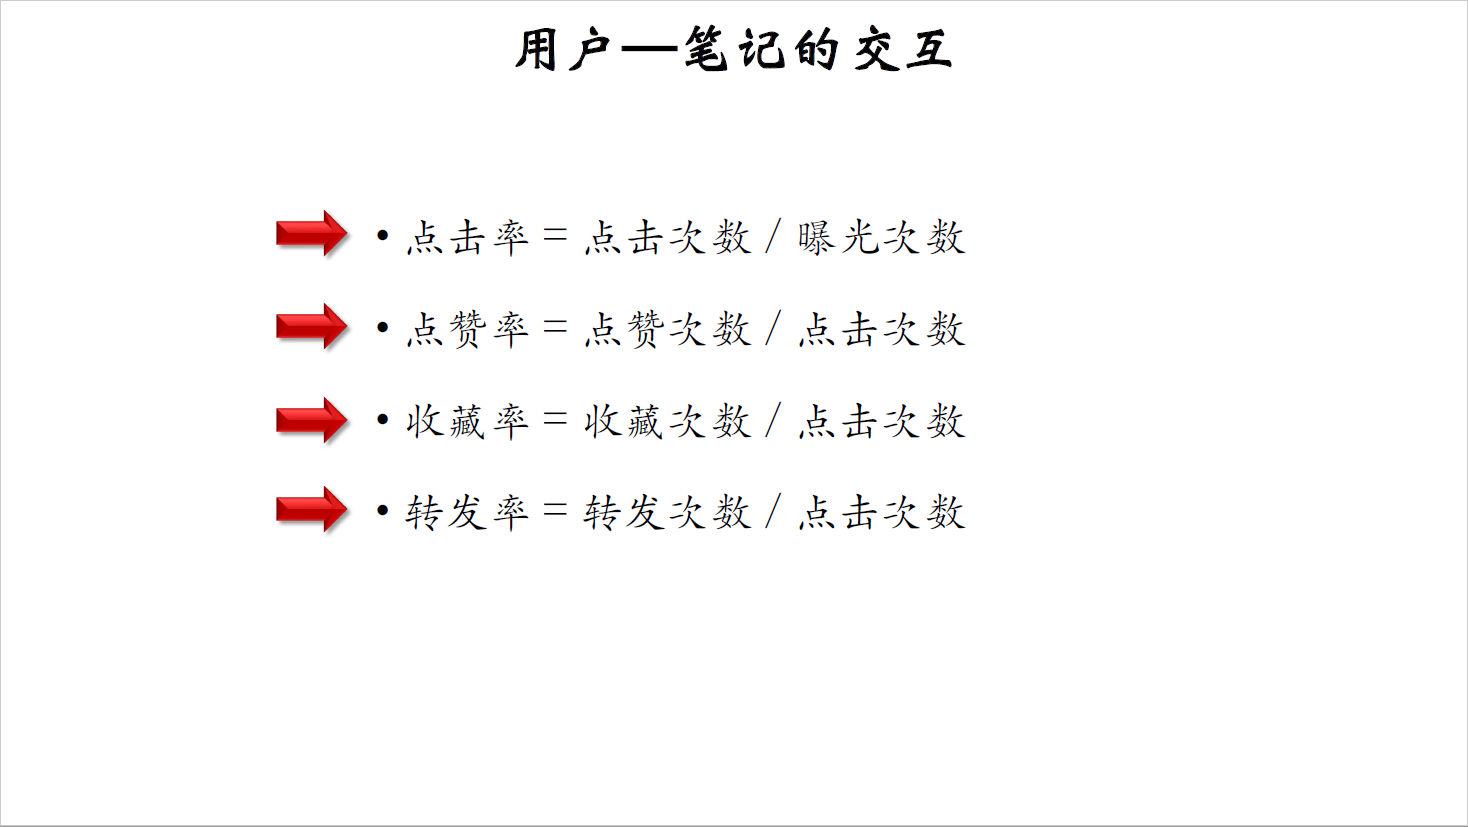 用户—笔记的交互
• 点击率 = 点击次数 / 曝光次数
• 点赞率 = 点赞次数 / 点击次数
• 收藏率 = 收藏次数 / 点击次数
• 转发率 = 转发次数 / 点击次数